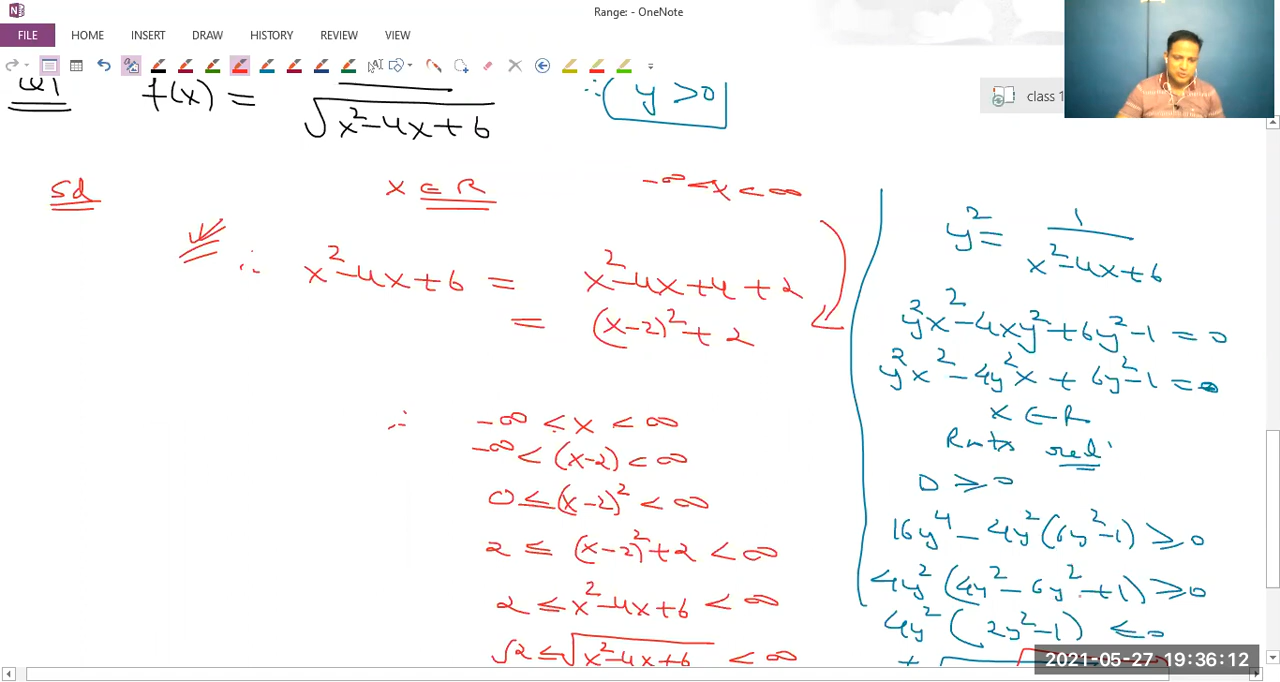 Range: - OneNote
FILE HOME INSERT DRAW HISTORY REVIEW VIEW
class 1
f(x) =
√x²-4x+6
∴ y >0
Sol
x ∈ R
-∞ < x < ∞
∴ x²-4x+6 = x²-4x+4+2
= (x-2)²+2
∴ -∞ < x < ∞
-∞ < (x-2) < ∞
0 ≤ (x-2)² < ∞
2 ≤ (x-2)²+2 < ∞
2 ≤ x²-4x+6 < ∞
√2 ≤ √x²-4x+6 < ∞
y² = 1
x²-4x+6
y²x²-4xy²+6y²-1 = 0
y²x²-4y²x+6y²-1 = 0
x ∈ R
Roots real
D ≥ 0
16y⁴-4y²(6y²-1) ≥ 0
4y²(4y²-6y²+1) ≥ 0
4y²(2y²-1) ≤ 0
2021-05-27 19:36:12